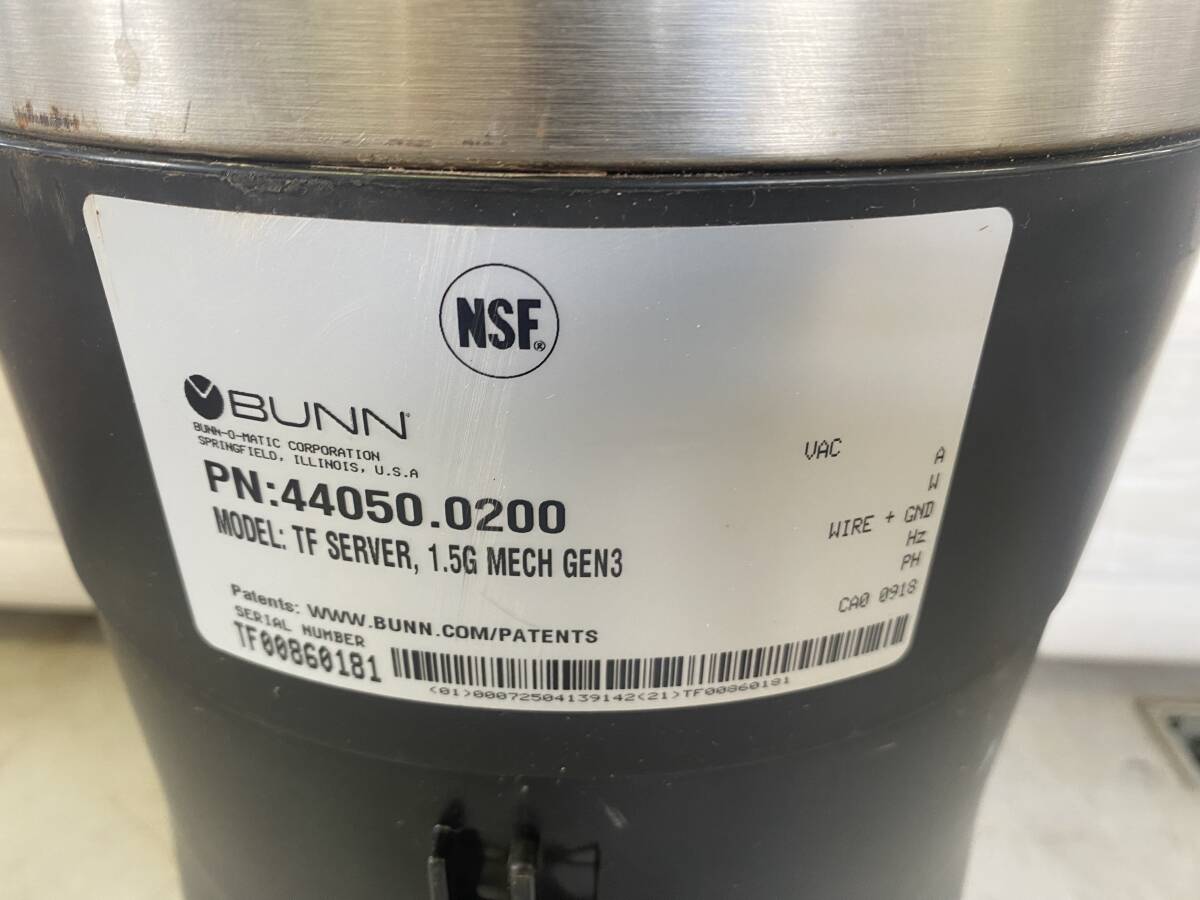 NSF®
BUNN®
BUNN-O-MATIC CORPORATION
SPRINGFIELD, ILLINOIS, U.S.A
PN:44050.0200
MODEL: TF SERVER, 1.5G MECH GEN3
VAC A
W
WIRE + GND
Hz
PH
CA0 0918
Patents: WWW.BUNN.COM/PATENTS
SERIAL NUMBER
TF00860181
(01)00072504139142(21)TF00860181